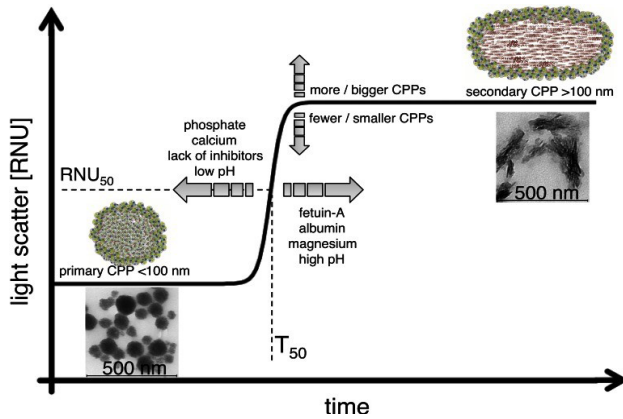 light scatter [RNU]
more / bigger CPPs
secondary CPP >100 nm
fewer / smaller CPPs
phosphate
calcium
lack of inhibitors
low pH
RNU50
500 nm
fetuin-A
albumin
magnesium
high pH
primary CPP <100 nm
500 nm
T50
time